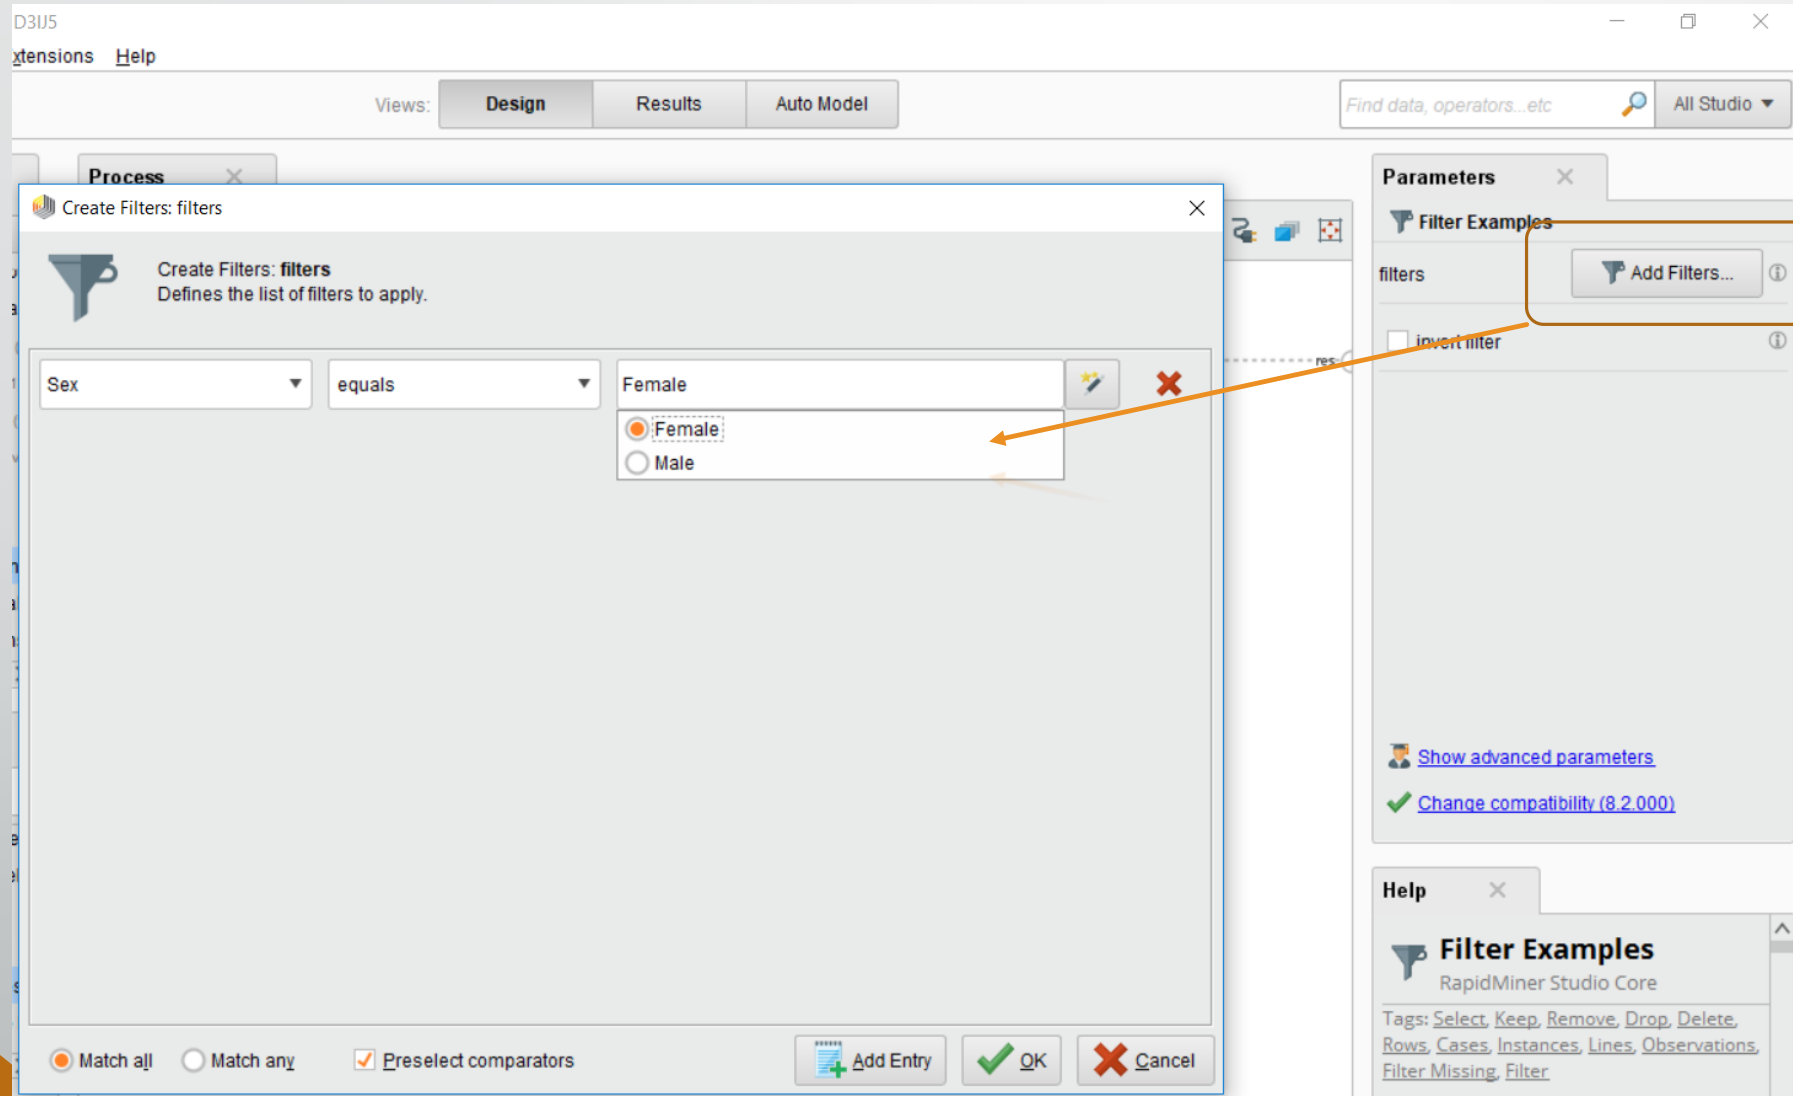 D3IJ5
xtensions Help
Views: Design Results Auto Model
Find data, operators...etc All Studio
Process
Parameters
Create Filters: filters
Filter Examples
Create Filters: filters
Defines the list of filters to apply.
filters Add Filters...
invert filter
res
Sex equals Female
Female
Male
Show advanced parameters
Change compatibility (8.2.000)
Help
Filter Examples
RapidMiner Studio Core
Tags: Select, Keep, Remove, Drop, Delete,
Rows, Cases, Instances, Lines, Observations,
Filter Missing, Filter
Match all Match any Preselect comparators Add Entry OK Cancel